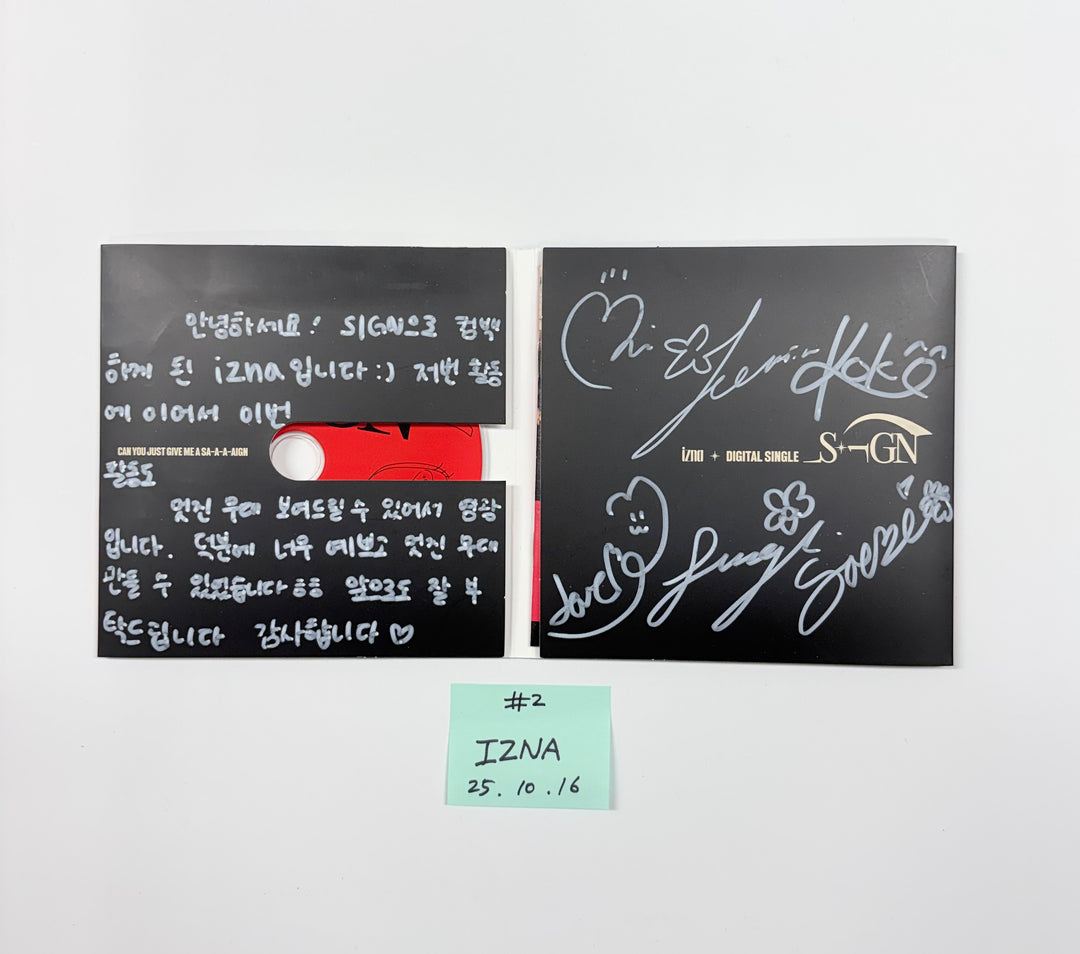 안녕하세요! SIGN으로 컴백
하게 된 izna입니다 :) 저번 활동
에 이어서 이번
CAN YOU JUST GIVE ME A SA-A-A-AIGN
활동도
멋진 무대 보여드릴 수 있어서 영광
입니다. 덕분에 너무 예쁘고 멋진 무대
만들 수 있었습니다ㅎㅎ 앞으로도 잘 부
탁드립니다 감사합니다♡
KoKo
izna DIGITAL SINGLE SIGN
love
#2
IZNA
25.10.16